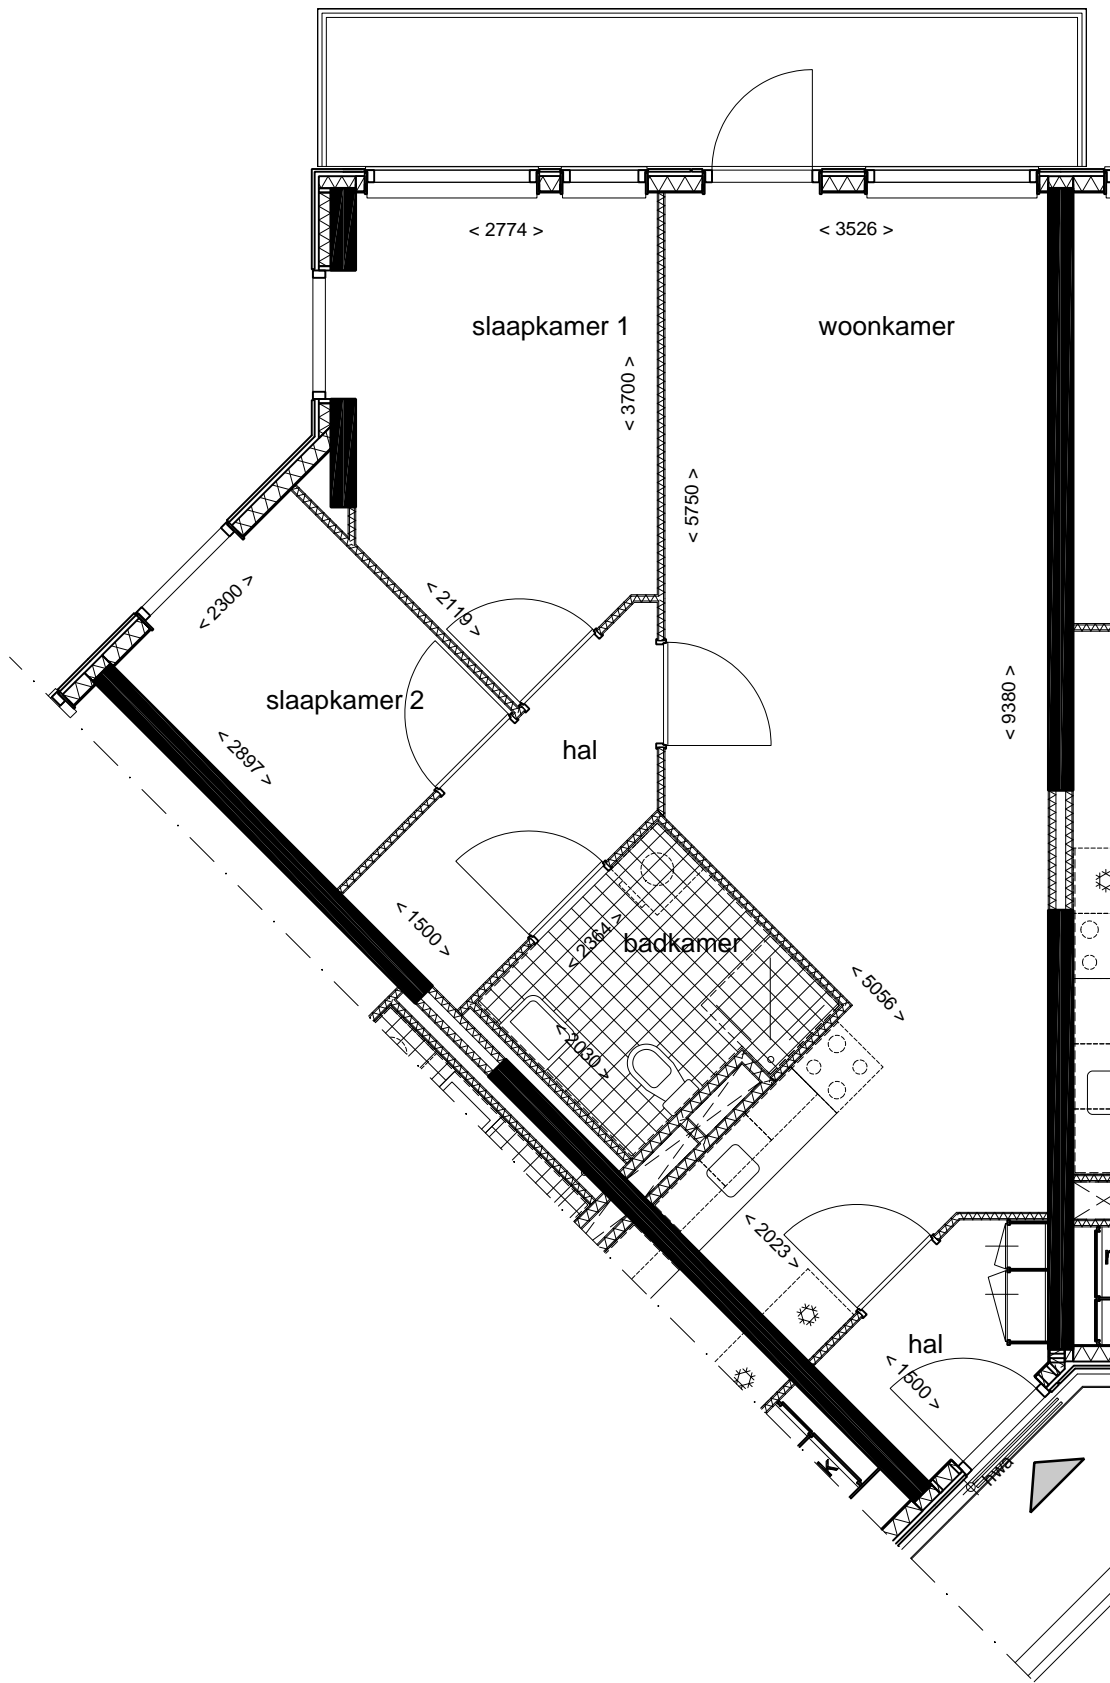 < 2774 >
< 3526 >
slaapkamer 1
woonkamer
< 3700 >
< 5750 >
< 2300 >
< 2119 >
slaapkamer 2
< 9380 >
hal
< 2897 >
< 1500 >
< 2364 >
badkamer
< 5056 >
< 2030 >
< 2023 >
hal
< 1500 >
k
hwa